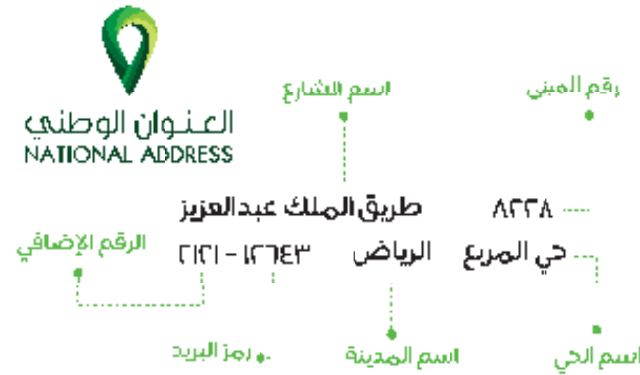 العنوان الوطني
NATIONAL ADDRESS
رقم المبنى
اسم الشارع
٨٢٢٨ طريق الملك عبدالعزيز
حي المربع الرياض ١٢٦٤٣ - ٢١٢١
الرقم الإضافي
اسم الحي
اسم المدينة
رمز البريد